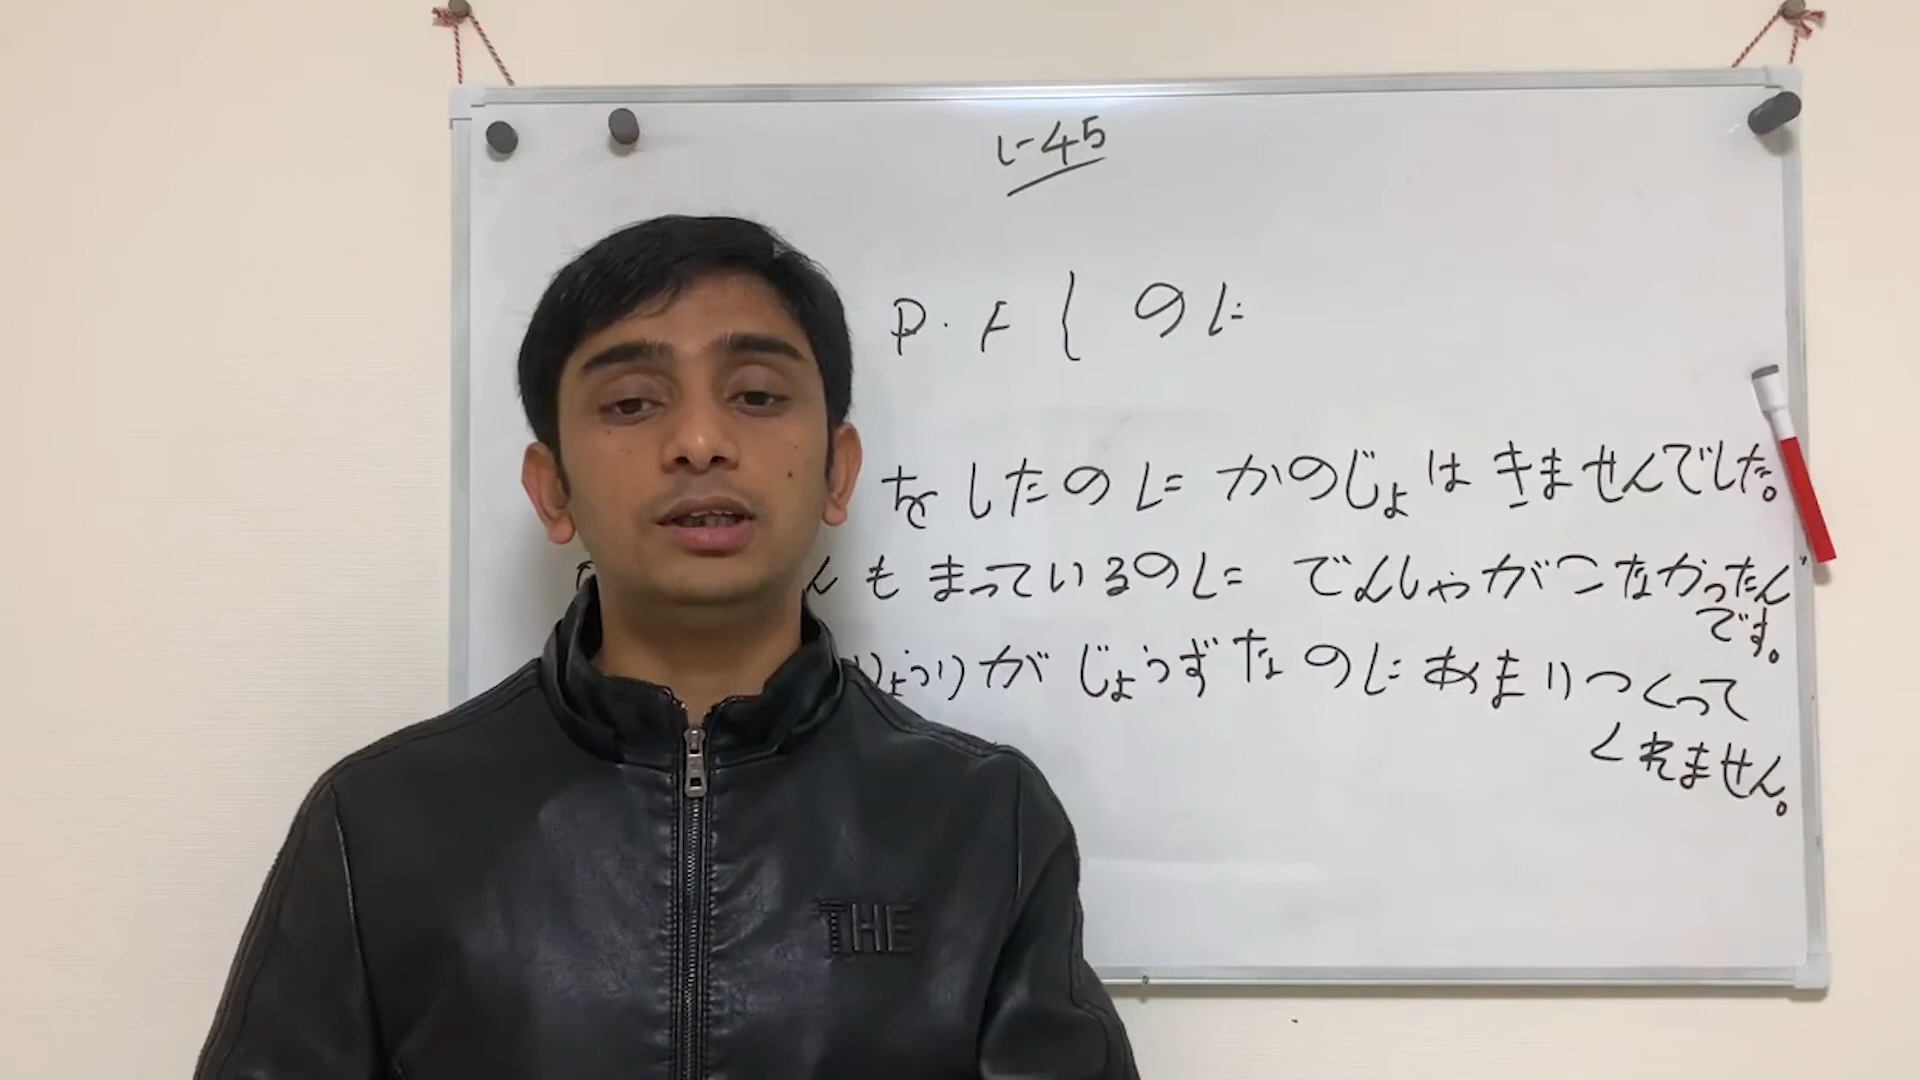 L-45
P.F { のに
をしたのに かのじょは きませんでした。
も まっているのに でんしゃが こなかったん
です。
りょうりが じょうずなのに あまり つくって
くれません。
THE